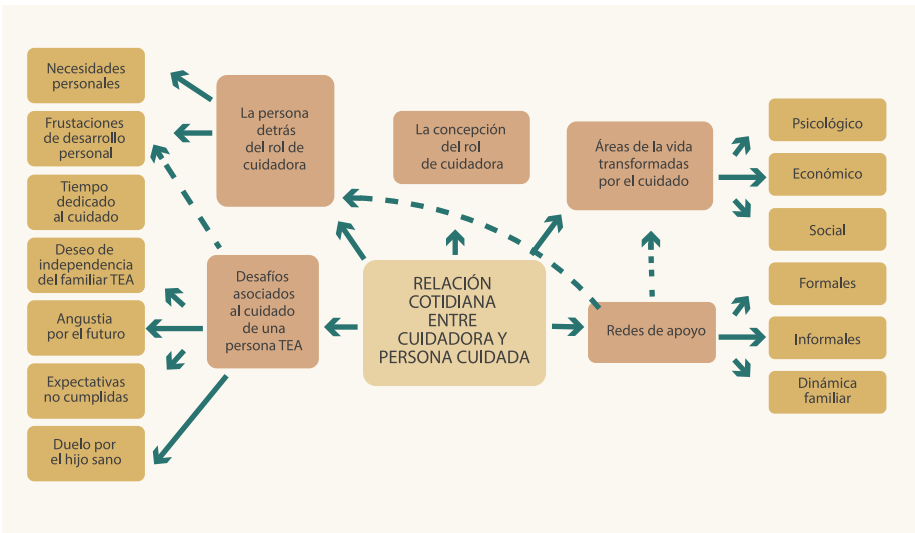 Necesidades
personales
Frustaciones
de desarrollo
personal
Tiempo
dedicado
al cuidado
Deseo de
independencia
del familiar TEA
Angustia
por el futuro
Expectativas
no cumplidas
Duelo por
el hijo sano
La persona
detrás
del rol de
cuidadora
Desafíos
asociados
al cuidado
de una
persona TEA
La concepción
del rol
de cuidadora
RELACIÓN
COTIDIANA
ENTRE
CUIDADORA Y
PERSONA CUIDADA
Áreas de la vida
transformadas
por el cuidado
Redes de apoyo
Psicológico
Económico
Social
Formales
Informales
Dinámica
familiar